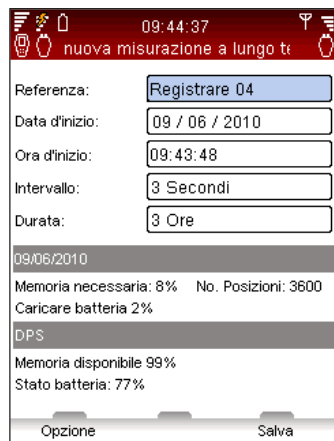 09:44:37
nuova misurazione a lungo te
Referenza: Registrare 04
Data d'inizio: 09 / 06 / 2010
Ora d'inizio: 09:43:48
Intervallo: 3 Secondi
Durata: 3 Ore
09/06/2010
Memoria necessaria: 8% No. Posizioni: 3600
Caricare batteria 2%
DPS
Memoria disponibile 99%
Stato batteria: 77%
Opzione Salva